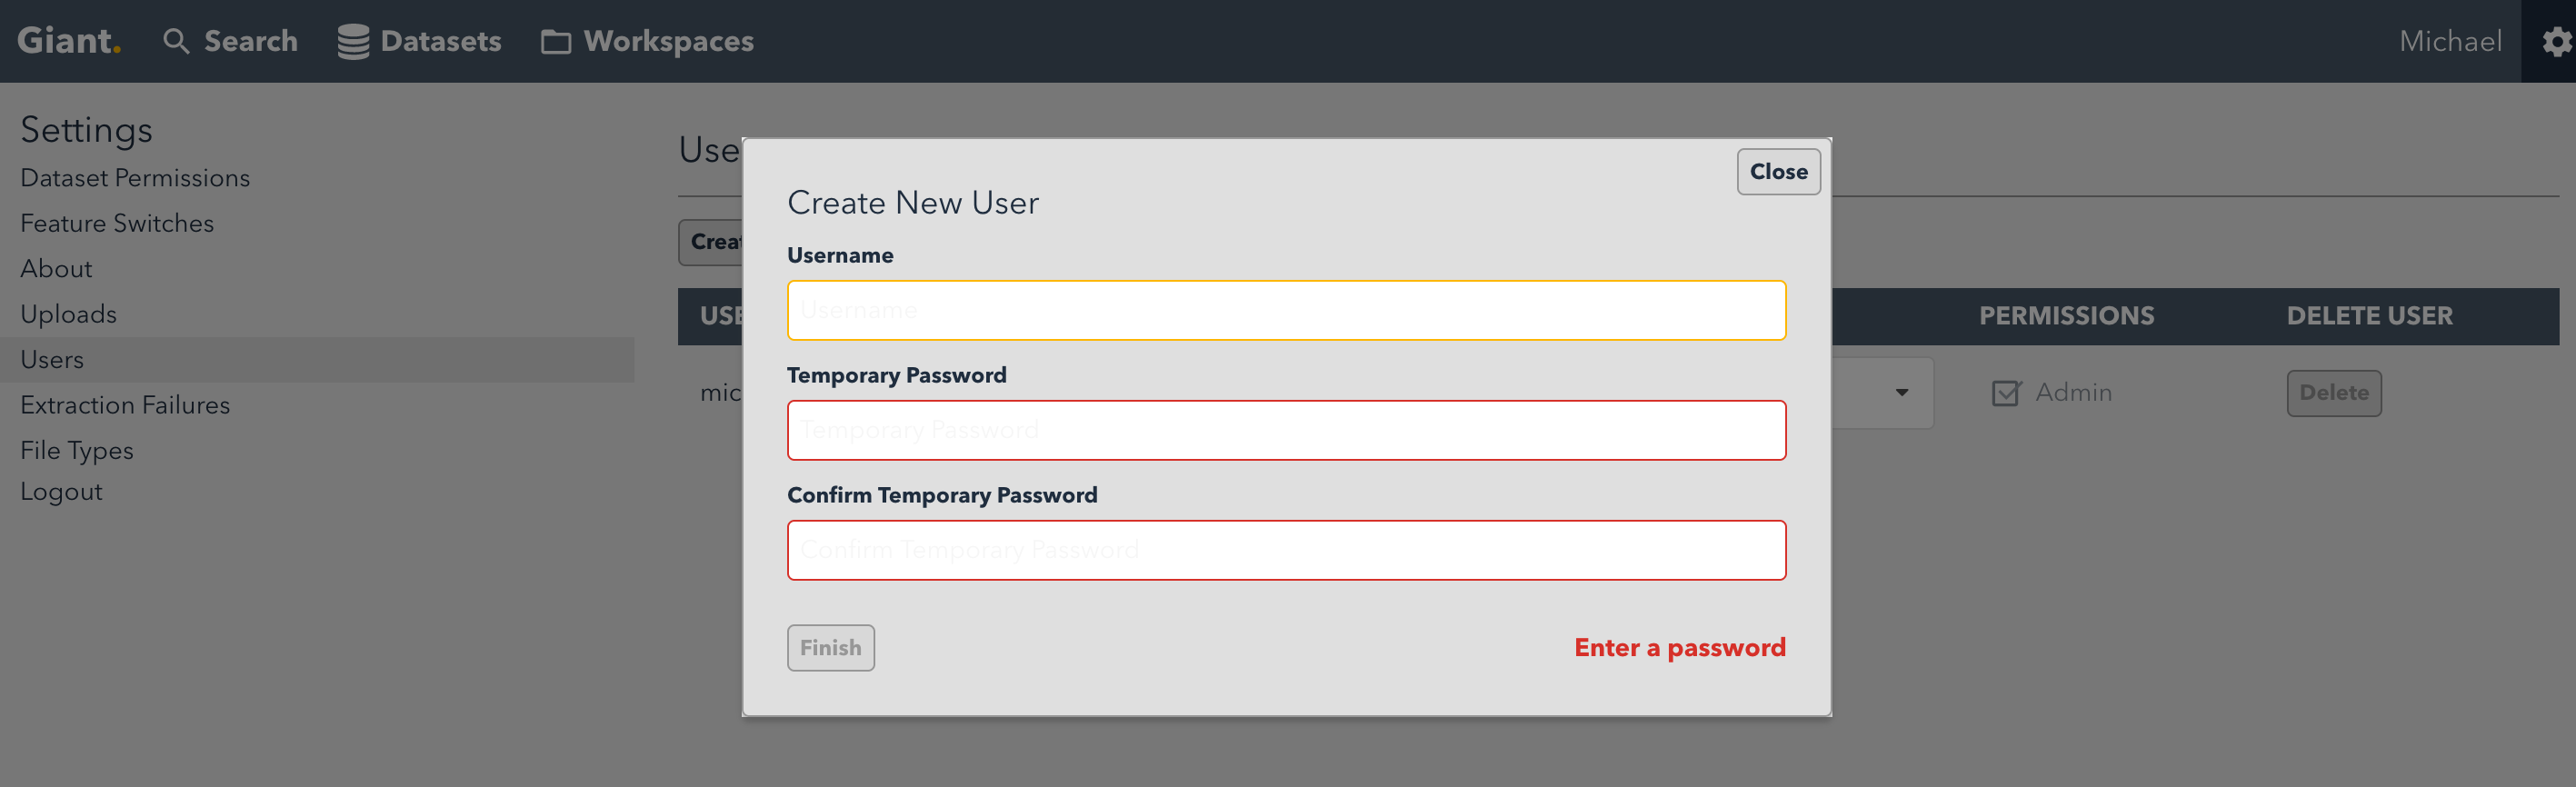 Giant. Search Datasets Workspaces Michael
Settings
Dataset Permissions
Feature Switches
About
Uploads
Users
Extraction Failures
File Types
Logout
Use
Creat
USE PERMISSIONS DELETE USER
mic Admin Delete
Close
Create New User
Username
Username
Temporary Password
Temporary Password
Confirm Temporary Password
Confirm Temporary Password
Finish Enter a password